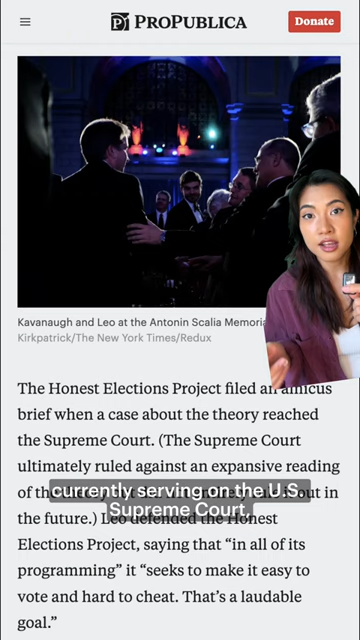 ProPublica
Donate
Kavanaugh and Leo at the Antonin Scalia Memoria
Kirkpatrick/The New York Times/Redux
The Honest Elections Project filed an amicus
brief when a case about the theory reached
the Supreme Court. (The Supreme Court
ultimately ruled against an expansive reading
of the
currently serving on the U.S.
Supreme Court.
out in
the future.) Leo defended the Honest
Elections Project, saying that “in all of its
programming” it “seeks to make it easy to
vote and hard to cheat. That’s a laudable
goal.”